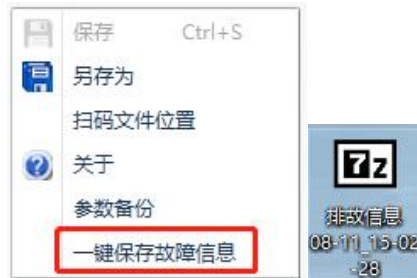 保存 Ctrl+S
另存为
扫码文件位置
关于
参数备份
一键保存故障信息
7z
排故信息
08-11_15-02
-28